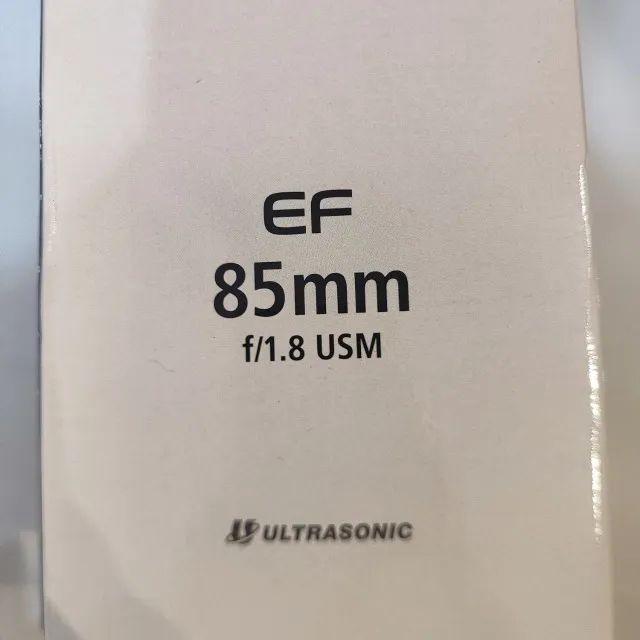 EF
85mm
f/1.8 USM
ULTRASONIC